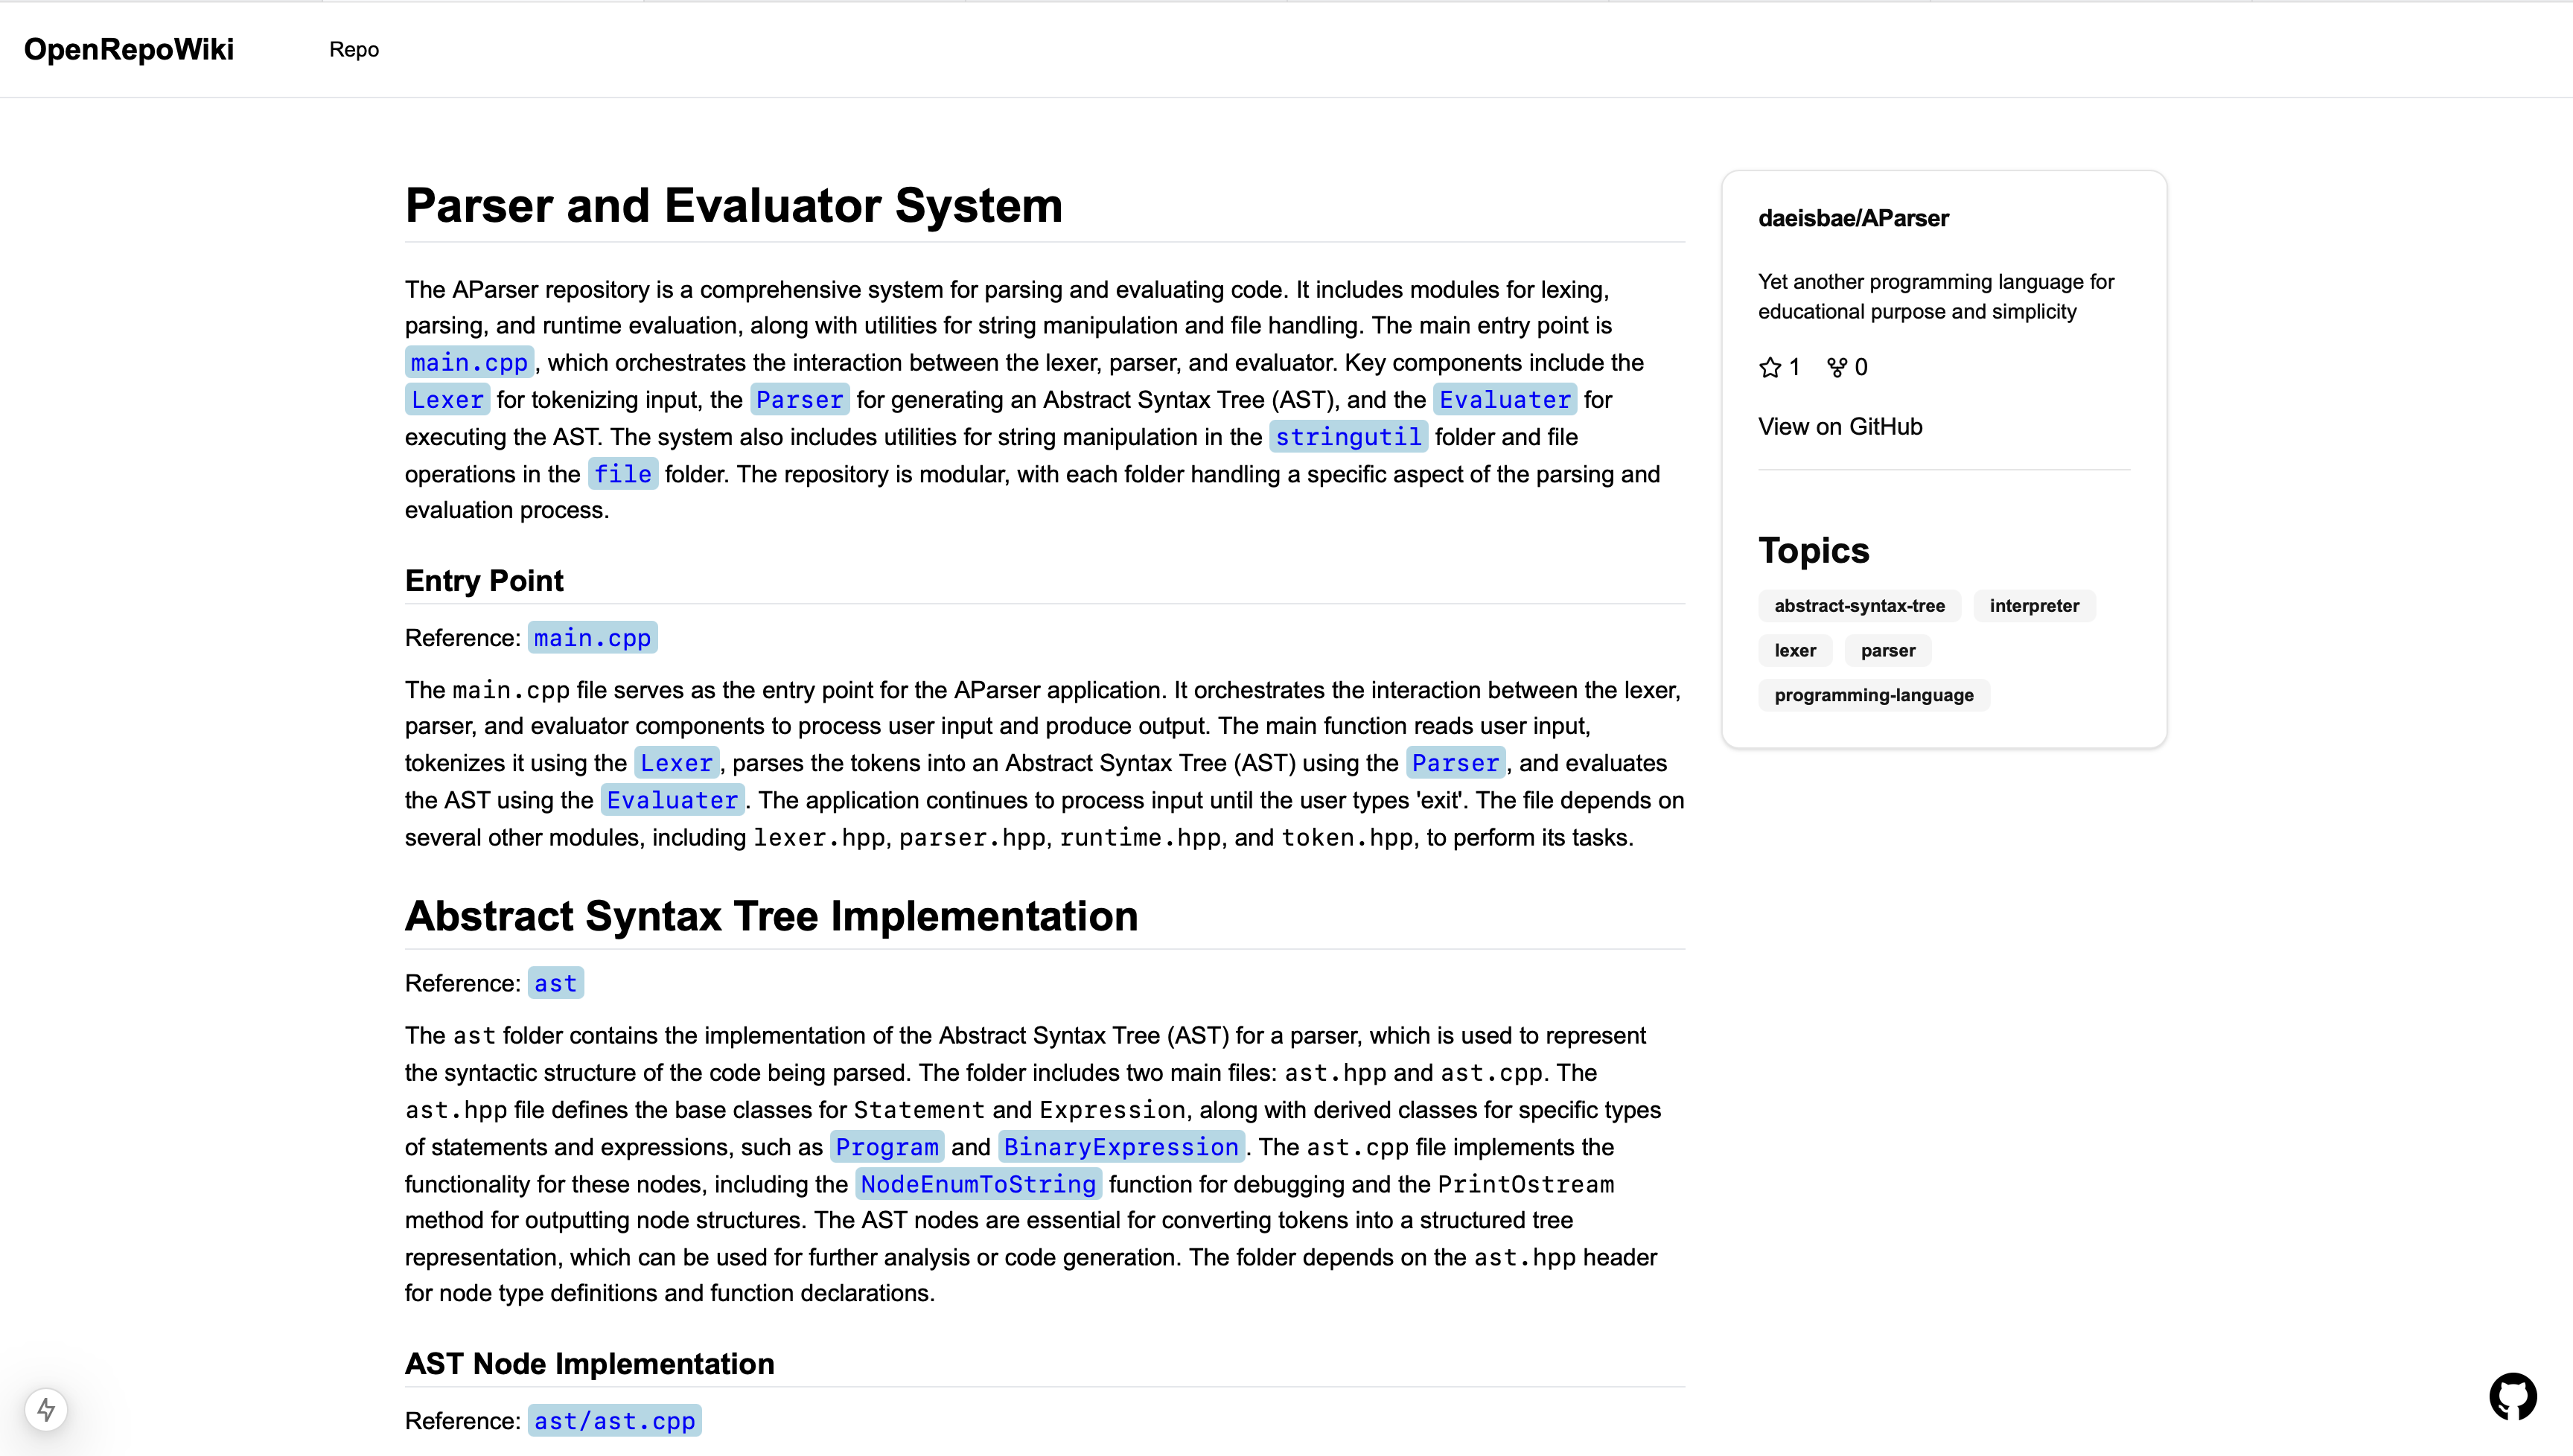 OpenRepoWiki
Repo
Parser and Evaluator System
The AParser repository is a comprehensive system for parsing and evaluating code. It includes modules for lexing,
parsing, and runtime evaluation, along with utilities for string manipulation and file handling. The main entry point is
main.cpp, which orchestrates the interaction between the lexer, parser, and evaluator. Key components include the
Lexer for tokenizing input, the Parser for generating an Abstract Syntax Tree (AST), and the Evaluater for
executing the AST. The system also includes utilities for string manipulation in the stringutil folder and file
operations in the file folder. The repository is modular, with each folder handling a specific aspect of the parsing and
evaluation process.
Entry Point
Reference: main.cpp
The main.cpp file serves as the entry point for the AParser application. It orchestrates the interaction between the lexer,
parser, and evaluator components to process user input and produce output. The main function reads user input,
tokenizes it using the Lexer, parses the tokens into an Abstract Syntax Tree (AST) using the Parser, and evaluates
the AST using the Evaluater. The application continues to process input until the user types 'exit'. The file depends on
several other modules, including lexer.hpp, parser.hpp, runtime.hpp, and token.hpp, to perform its tasks.
Abstract Syntax Tree Implementation
Reference: ast
The ast folder contains the implementation of the Abstract Syntax Tree (AST) for a parser, which is used to represent
the syntactic structure of the code being parsed. The folder includes two main files: ast.hpp and ast.cpp. The
ast.hpp file defines the base classes for Statement and Expression, along with derived classes for specific types
of statements and expressions, such as Program and BinaryExpression. The ast.cpp file implements the
functionality for these nodes, including the NodeEnumToString function for debugging and the PrintOstream
method for outputting node structures. The AST nodes are essential for converting tokens into a structured tree
representation, which can be used for further analysis or code generation. The folder depends on the ast.hpp header
for node type definitions and function declarations.
AST Node Implementation
Reference: ast/ast.cpp
daeisbae/AParser
Yet another programming language for
educational purpose and simplicity
1 0
View on GitHub
Topics
abstract-syntax-tree interpreter
lexer parser
programming-language